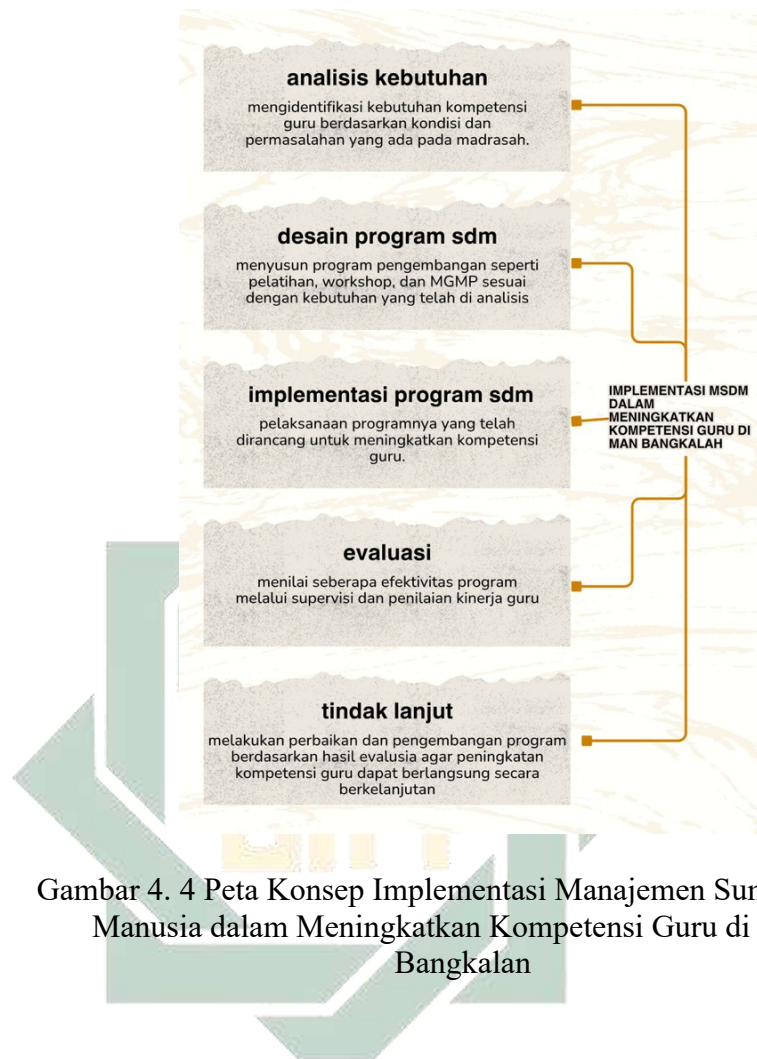 analisis kebutuhan
mengidentifikasi kebutuhan kompetensi
guru berdasarkan kondisi dan
permasalahan yang ada pada madrasah.
desain program sdm
menyusun program pengembangan seperti
pelatihan, workshop, dan MGMP sesuai
dengan kebutuhan yang telah di analisis
implementasi program sdm
pelaksanaan programnya yang telah
dirancang untuk meningkatkan kompetensi
guru.
IMPLEMENTASI MSDM
DALAM
MENINGKATKAN
KOMPETENSI GURU DI
MAN BANGKALAH
evaluasi
menilai seberapa efektivitas program
melalui supervisi dan penilaian kinerja guru
tindak lanjut
melakukan perbaikan dan pengembangan program
berdasarkan hasil evalusia agar peningkatan
kompetensi guru dapat berlangsung secara
berkelanjutan
Gambar 4. 4 Peta Konsep Implementasi Manajemen
Manusia dalam Meningkatkan Kompetensi Guru di
Bangkalan